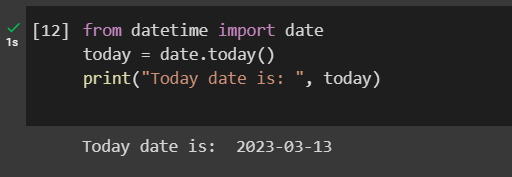 [12] from datetime import date
1s
today = date.today()
print("Today date is: ", today)
Today date is:  2023-03-13